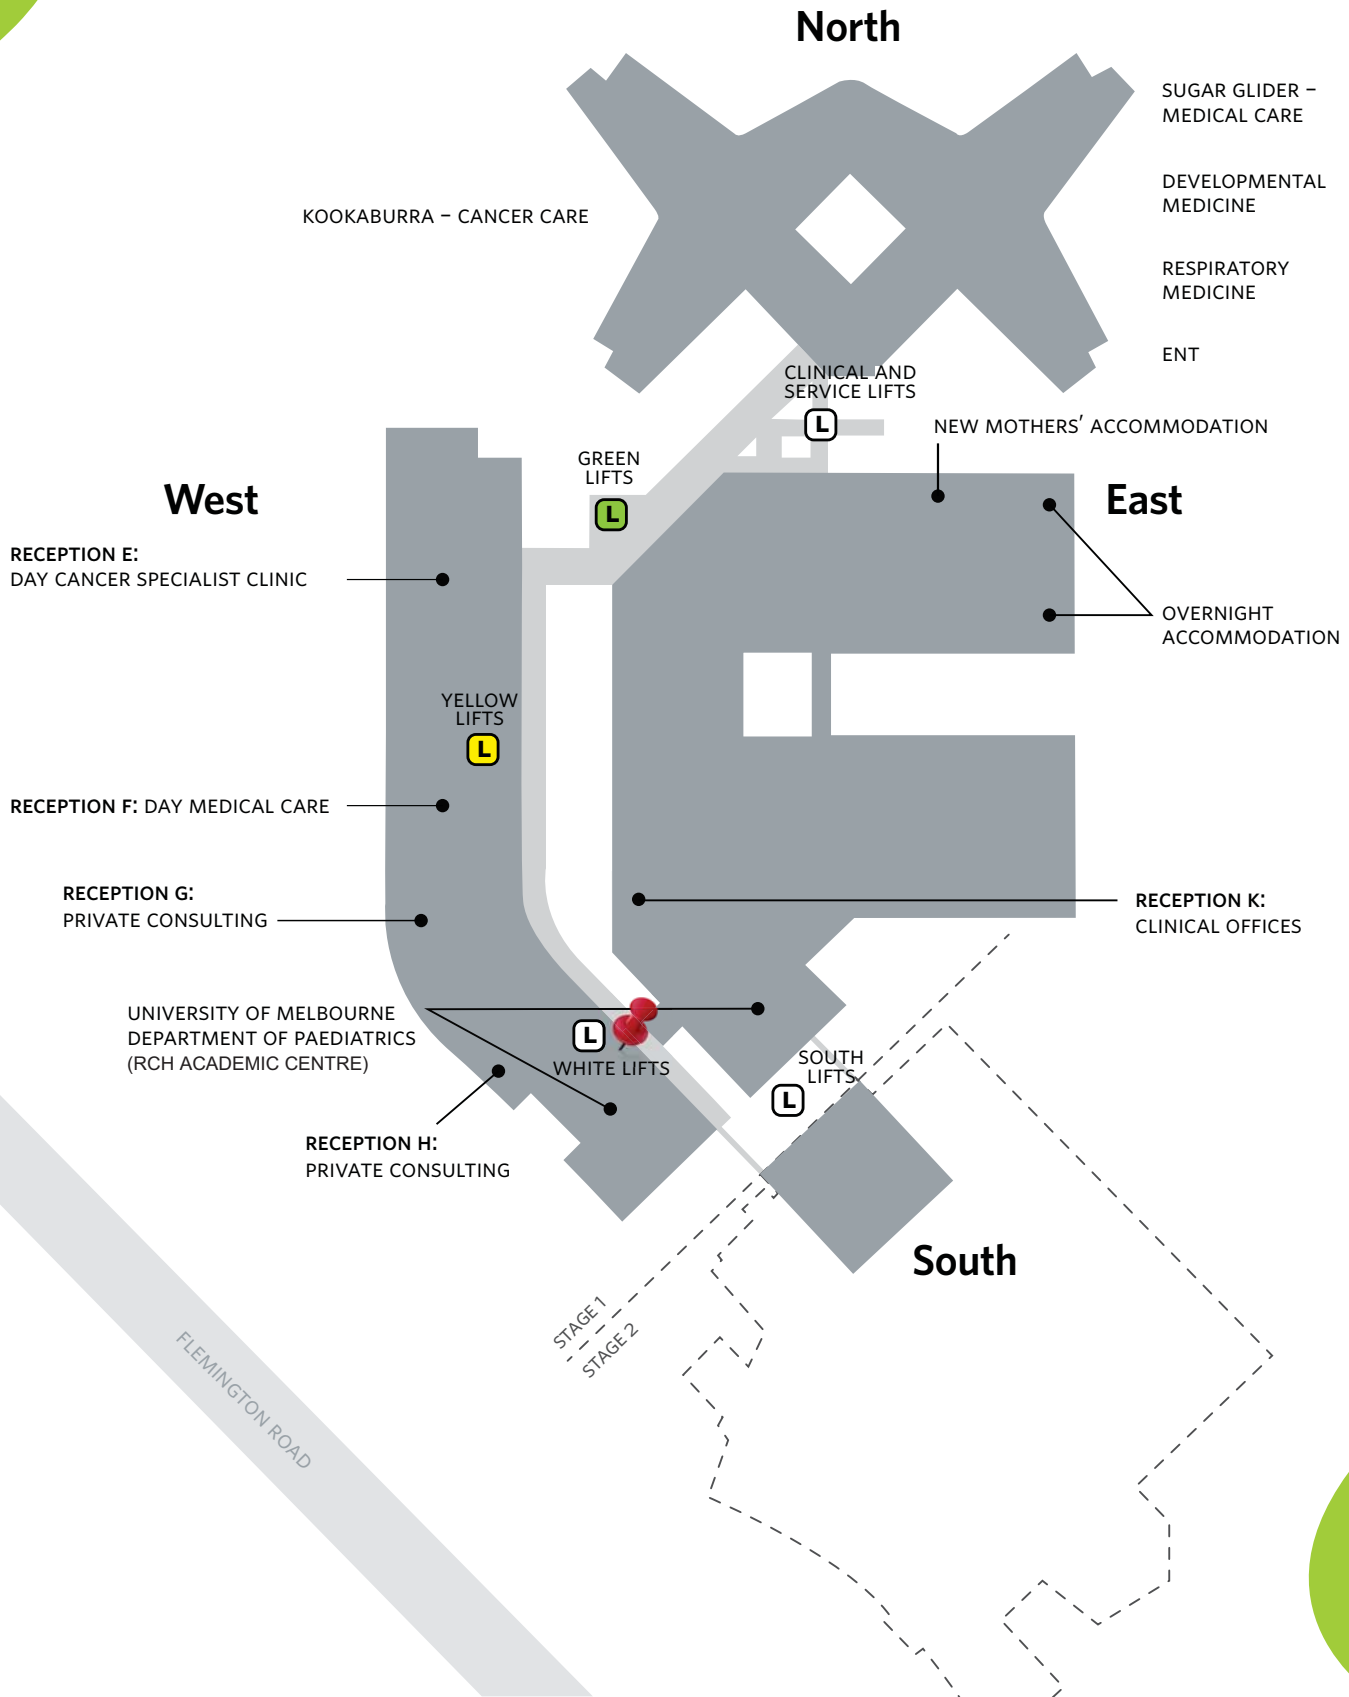 North
SUGAR GLIDER –
MEDICAL CARE
DEVELOPMENTAL
MEDICINE
KOOKABURRA – CANCER CARE
RESPIRATORY
MEDICINE
ENT
CLINICAL AND
SERVICE LIFTS
L
NEW MOTHERS' ACCOMMODATION
GREEN
LIFTS
L
West
East
RECEPTION E:
DAY CANCER SPECIALIST CLINIC
OVERNIGHT
ACCOMMODATION
YELLOW
LIFTS
L
RECEPTION F: DAY MEDICAL CARE
RECEPTION G:
PRIVATE CONSULTING
RECEPTION K:
CLINICAL OFFICES
UNIVERSITY OF MELBOURNE
DEPARTMENT OF PAEDIATRICS
(RCH ACADEMIC CENTRE)
L
WHITE LIFTS
SOUTH
LIFTS
L
RECEPTION H:
PRIVATE CONSULTING
South
STAGE 1
STAGE 2
FLEMINGTON ROAD